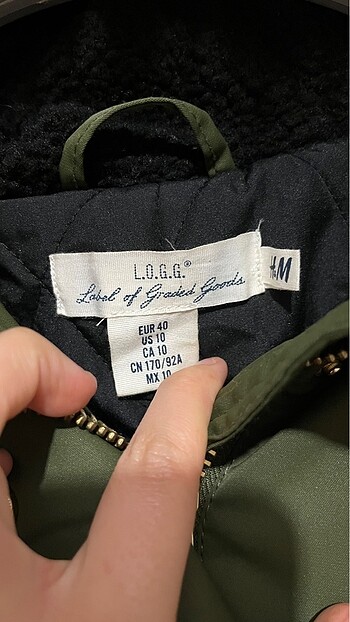 L.O.G.G.®
Label of Graded Goods
H&M
EUR 40
US 10
CA 10
CN 170/92A
MX 10